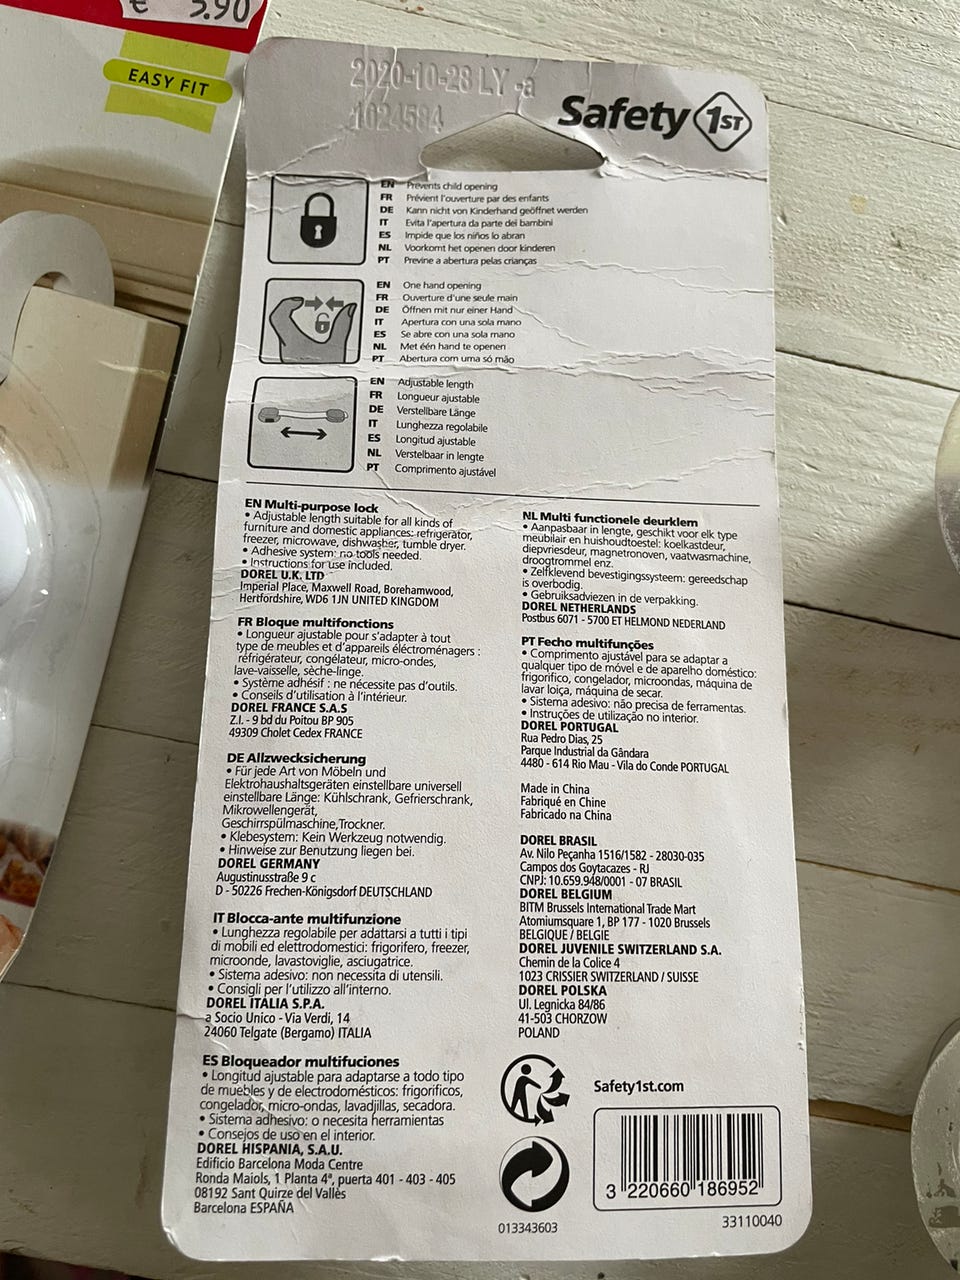 € 5.90
EASY FIT
2020-10-28 LY-a
1024584
Safety 1ST
EN Prevents child opening
FR Prévient l'ouverture par des enfants
DE Kann nicht von Kinderhand geöffnet werden
IT Evita l'apertura da parte dei bambini
ES Impide que los niños lo abran
NL Voorkomt het openen door kinderen
PT Previne a abertura pelas crianças
EN One hand opening
FR Ouverture d'une seule main
DE Öffnen mit nur einer Hand
IT Apertura con una sola mano
ES Se abre con una sola mano
NL Met één hand te openen
PT Abertura com uma só mão
EN Adjustable length
FR Longueur ajustable
DE Verstellbare Länge
IT Lunghezza regolabile
ES Longitud ajustable
NL Verstelbaar in lengte
PT Comprimento ajustável
EN Multi-purpose lock
• Adjustable length suitable for all kinds of
furniture and domestic appliances: refrigerator,
freezer, microwave, dishwasher, tumble dryer.
• Adhesive system: no tools needed.
• Instructions for use included.
DOREL U.K. LTD
Imperial Place, Maxwell Road, Borehamwood,
Hertfordshire, WD6 1JN UNITED KINGDOM
FR Bloque multifonctions
• Longueur ajustable pour s'adapter à tout
type de meubles et d'appareils électroménagers :
réfrigérateur, congélateur, micro-ondes,
lave-vaisselle, sèche-linge.
• Système adhésif : ne nécessite pas d'outils.
• Conseils d'utilisation à l'intérieur.
DOREL FRANCE S.A.S
Z.I. - 9 bd du Poitou BP 905
49309 Cholet Cedex FRANCE
DE Allzwecksicherung
• Für jede Art von Möbeln und
Elektrohaushaltsgeräten einstellbare universell
einstellbare Länge: Kühlschrank, Gefrierschrank,
Mikrowellengerät,
Geschirrspülmaschine,Trockner.
• Klebesystem: Kein Werkzeug notwendig.
• Hinweise zur Benutzung liegen bei.
DOREL GERMANY
Augustinusstraße 9 c
D - 50226 Frechen-Königsdorf DEUTSCHLAND
IT Blocca-ante multifunzione
• Lunghezza regolabile per adattarsi a tutti i tipi
di mobili ed elettrodomestici: frigorifero, freezer,
microonde, lavastoviglie, asciugatrice.
• Sistema adesivo: non necessita di utensili.
• Consigli per l'utilizzo all'interno.
DOREL ITALIA S.P.A.
a Socio Unico - Via Verdi, 14
24060 Telgate (Bergamo) ITALIA
ES Bloqueador multifuciones
• Longitud ajustable para adaptarse a todo tipo
de muebles y de electrodomésticos: frigorificos,
congelador, micro-ondas, lavadjillas, secadora.
• Sistema adhesivo: o necesita herramientas
• Consejos de uso en el interior.
DOREL HISPANIA, S.A.U.
Edificio Barcelona Moda Centre
Ronda Maiols, 1 Planta 4ª, puerta 401 - 403 - 405
08192 Sant Quirze del Vallès
Barcelona ESPAÑA
NL Multi functionele deurklem
• Aanpasbaar in lengte, geschikt voor elk type
meubilair en huishoudtoestel: koelkastdeur,
diepvriesdeur, magnetronoven, vaatwasmachine,
droogtrommel enz.
• Zelfklevend bevestigingssysteem: gereedschap
is overbodig.
• Gebruiksadviezen in de verpakking.
DOREL NETHERLANDS
Postbus 6071 - 5700 ET HELMOND NEDERLAND
PT Fecho multifunções
• Comprimento ajustável para se adaptar a
qualquer tipo de móvel e de aparelho doméstico:
frigorifico, congelador, microondas, máquina de
lavar loiça, máquina de secar.
• Sistema adesivo: não precisa de ferramentas.
• Instruções de utilização no interior.
DOREL PORTUGAL
Rua Pedro Dias, 25
Parque Industrial da Gândara
4480 - 614 Rio Mau - Vila do Conde PORTUGAL
Made in China
Fabriqué en Chine
Fabricado na China
DOREL BRASIL
Av. Nilo Peçanha 1516/1582 - 28030-035
Campos dos Goytacazes - RJ
CNPJ: 10.659.948/0001 - 07 BRASIL
DOREL BELGIUM
BITM Brussels International Trade Mart
Atomiumsquare 1, BP 177 - 1020 Brussels
BELGIQUE / BELGIE
DOREL JUVENILE SWITZERLAND S.A.
Chemin de la Colice 4
1023 CRISSIER SWITZERLAND / SUISSE
DOREL POLSKA
Ul. Legnicka 84/86
41-503 CHORZOW
POLAND
Safety1st.com
3 220660 186952
013343603
33110040